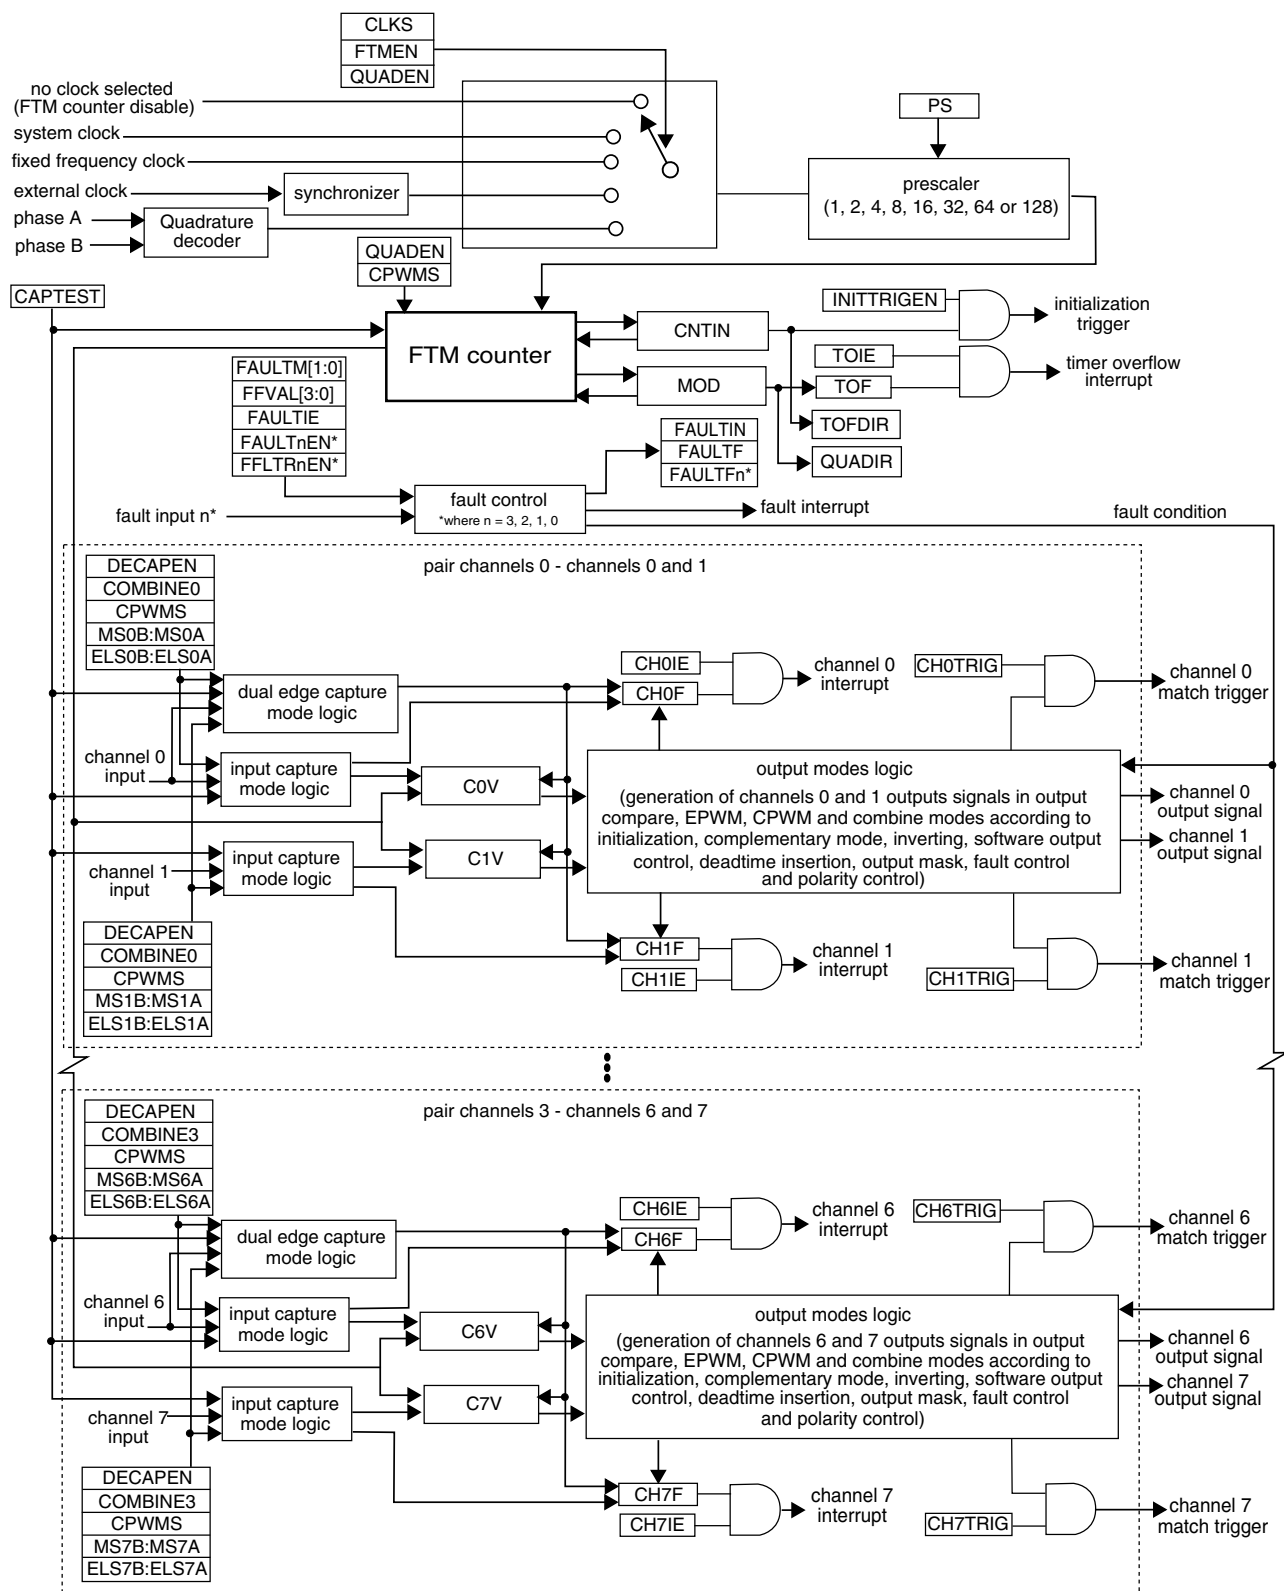 CLKS
FTMEN
QUADEN
no clock selected
(FTM counter disable)
system clock
fixed frequency clock
external clock
synchronizer
phase A
phase B
Quadrature
decoder
PS
prescaler
(1, 2, 4, 8, 16, 32, 64 or 128)
QUADEN
CPWMS
CAPTEST
FTM counter
CNTIN
MOD
INITTRIGEN
initialization
trigger
TOIE
TOF
timer overflow
interrupt
TOFDIR
QUADIR
FAULTM[1:0]
FFVAL[3:0]
FAULTIE
FAULTnEN*
FFLTRnEN*
FAULTIN
FAULTF
FAULTFn*
fault input n*
fault control
*where n = 3, 2, 1, 0
fault interrupt
fault condition
pair channels 0 - channels 0 and 1
DECAPEN
COMBINE0
CPWMS
MS0B:MS0A
ELS0B:ELS0A
dual edge capture
mode logic
CH0IE
CH0F
channel 0
interrupt
CH0TRIG
channel 0
match trigger
channel 0
input
input capture
mode logic
C0V
output modes logic
(generation of channels 0 and 1 outputs signals in output
compare, EPWM, CPWM and combine modes according to
initialization, complementary mode, inverting, software output
control, deadtime insertion, output mask, fault control
and polarity control)
channel 0
output signal
channel 1
output signal
channel 1
input
input capture
mode logic
C1V
DECAPEN
COMBINE0
CPWMS
MS1B:MS1A
ELS1B:ELS1A
CH1F
CH1IE
channel 1
interrupt
CH1TRIG
channel 1
match trigger
pair channels 3 - channels 6 and 7
DECAPEN
COMBINE3
CPWMS
MS6B:MS6A
ELS6B:ELS6A
dual edge capture
mode logic
CH6IE
CH6F
channel 6
interrupt
CH6TRIG
channel 6
match trigger
channel 6
input
input capture
mode logic
C6V
output modes logic
(generation of channels 6 and 7 outputs signals in output
compare, EPWM, CPWM and combine modes according to
initialization, complementary mode, inverting, software output
control, deadtime insertion, output mask, fault control
and polarity control)
channel 6
output signal
channel 7
output signal
channel 7
input
input capture
mode logic
C7V
DECAPEN
COMBINE3
CPWMS
MS7B:MS7A
ELS7B:ELS7A
CH7F
CH7IE
channel 7
interrupt
CH7TRIG
channel 7
match trigger